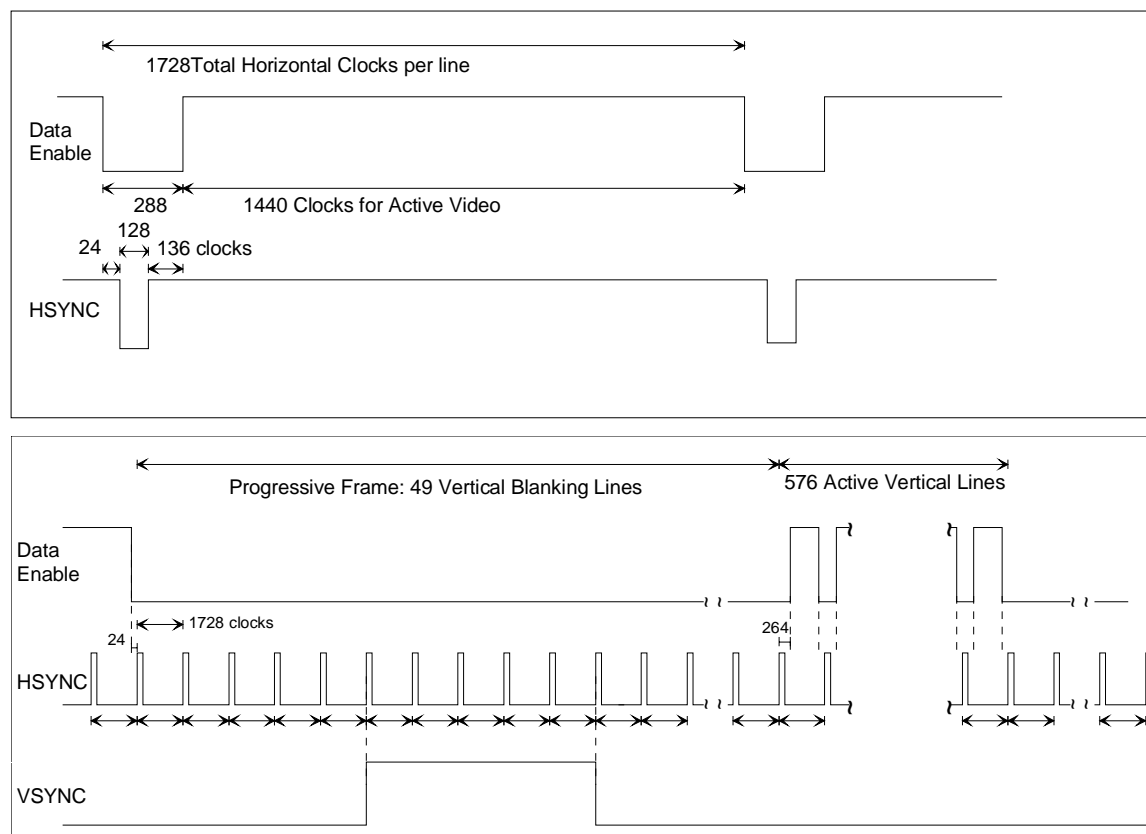 1728Total Horizontal Clocks per line
Data
Enable
288
1440 Clocks for Active Video
128
24
136 clocks
HSYNC
Progressive Frame: 49 Vertical Blanking Lines
576 Active Vertical Lines
Data
Enable
1728 clocks
24
264
HSYNC
VSYNC